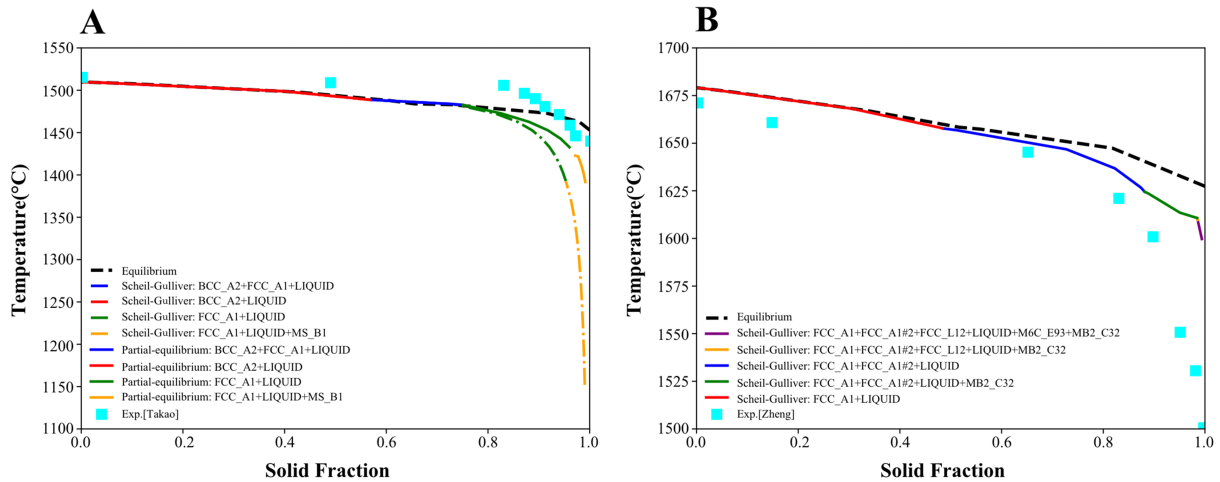 A
1550
1500
1450
1400
1350
1300
1250
1200
1150
1100
Temperature(°C)
Equilibrium
Scheil-Gulliver: BCC_A2+FCC_A1+LIQUID
Scheil-Gulliver: BCC_A2+LIQUID
Scheil-Gulliver: FCC_A1+LIQUID
Scheil-Gulliver: FCC_A1+LIQUID+MS_B1
Partial-equilibrium: BCC_A2+FCC_A1+LIQUID
Partial-equilibrium: BCC_A2+LIQUID
Partial-equilibrium: FCC_A1+LIQUID
Partial-equilibrium: FCC_A1+LIQUID+MS_B1
Exp.[Takao]
0.0 0.2 0.4 0.6 0.8 1.0
Solid Fraction
B
1700
1675
1650
1625
1600
1575
1550
1525
1500
Temperature(°C)
Equilibrium
Scheil-Gulliver: FCC_A1+FCC_A1#2+FCC_L12+LIQUID+M6C_E93+MB2_C32
Scheil-Gulliver: FCC_A1+FCC_A1#2+FCC_L12+LIQUID+MB2_C32
Scheil-Gulliver: FCC_A1+FCC_A1#2+LIQUID
Scheil-Gulliver: FCC_A1+FCC_A1#2+LIQUID+MB2_C32
Scheil-Gulliver: FCC_A1+LIQUID
Exp.[Zheng]
0.0 0.2 0.4 0.6 0.8 1.0
Solid Fraction